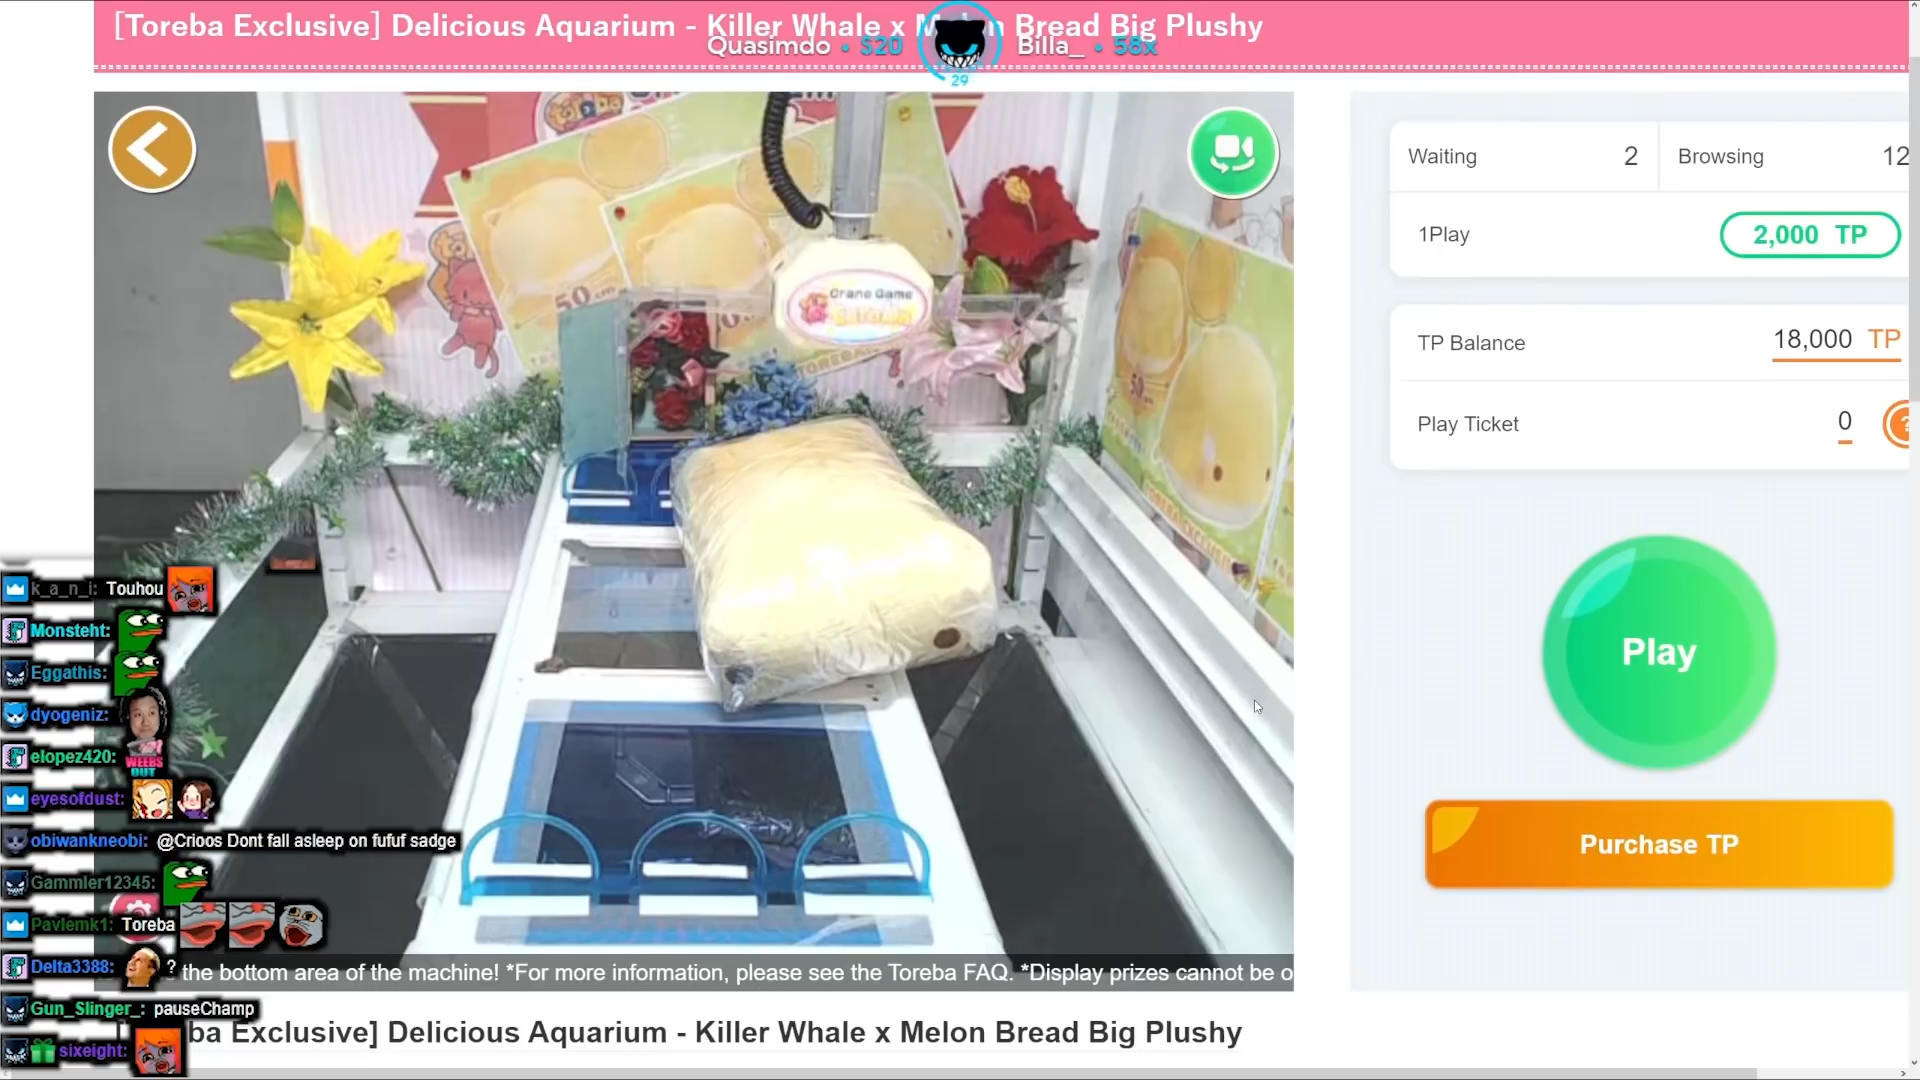 [Toreba Exclusive] Delicious Aquarium - Killer Whale x Melon Bread Big Plushy
Quasimdo • $20
Billa_ • 58x
29
Crane Game
50
50
Waiting 2
Browsing 12
1Play 2,000 TP
TP Balance 18,000 TP
Play Ticket 0
?
Play
Purchase TP
k_a_n_i: Touhou
Monsteht:
Eggathis:
dyogeniz:
elopez420: WEEBS OUT
eyesofdust:
obiwankneobi: @Crioos Dont fall asleep on fufuf sadge
Gammler12345:
Pavlemk1: Toreba
Delta3388: ?
Gun_Slinger_: pauseChamp
sixeight:
the bottom area of the machine! *For more information, please see the Toreba FAQ. *Display prizes cannot be o
ba Exclusive] Delicious Aquarium - Killer Whale x Melon Bread Big Plushy